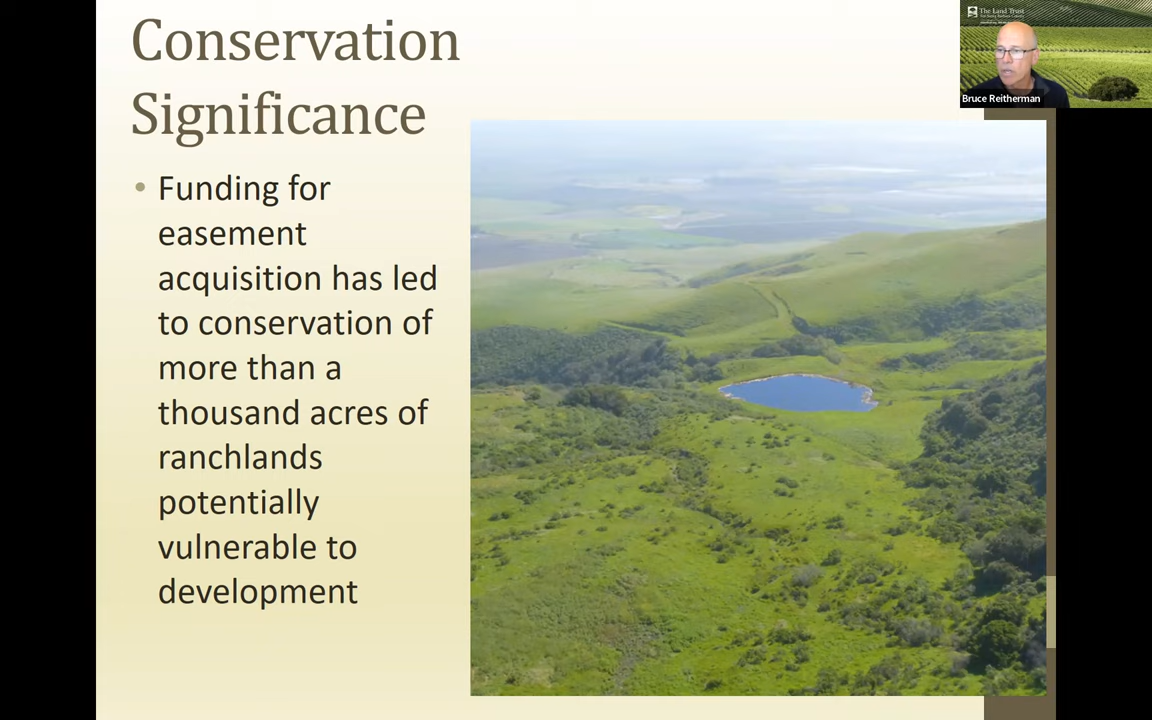 Conservation
Significance
• Funding for
easement
acquisition has led
to conservation of
more than a
thousand acres of
ranchlands
potentially
vulnerable to
development
The Land Trust
Bruce Reitherman